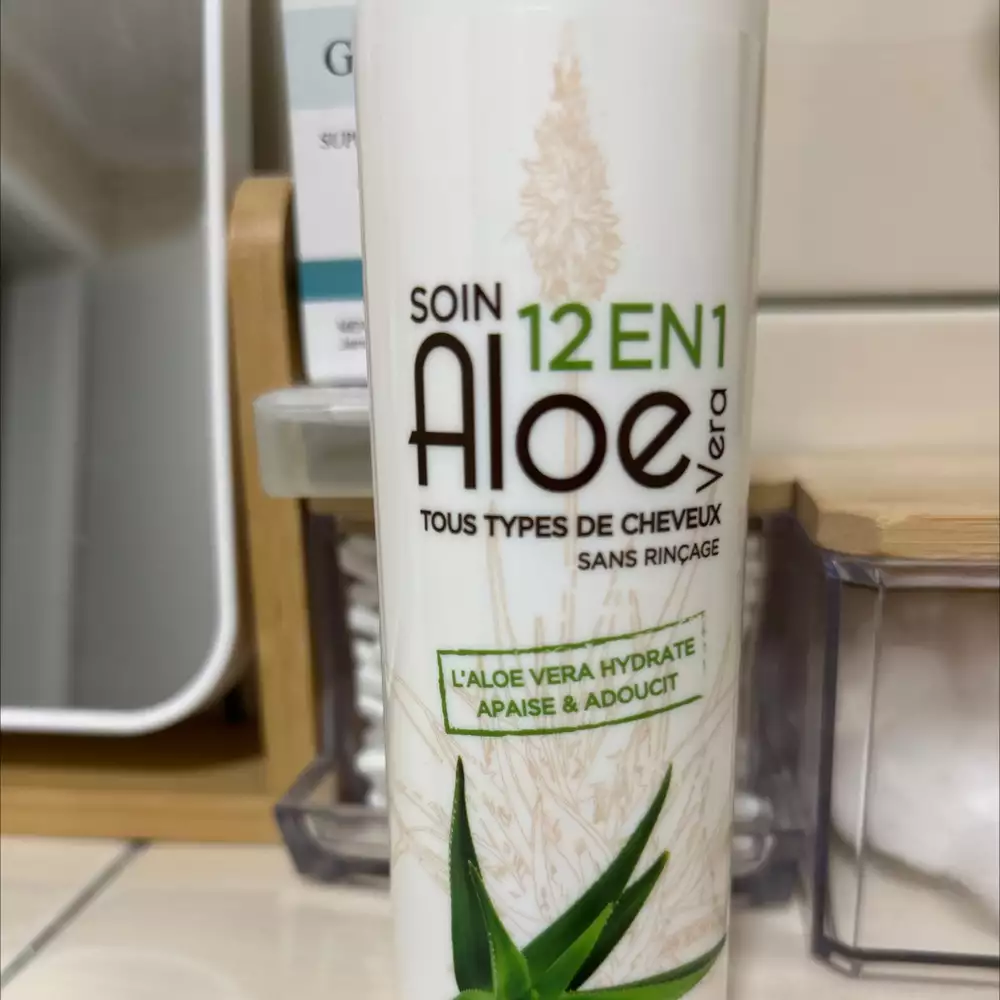 SOIN
12 EN 1
Aloe
Vera
TOUS TYPES DE CHEVEUX
SANS RINÇAGE
L'ALOE VERA HYDRATE
APAISE & ADOUCIT